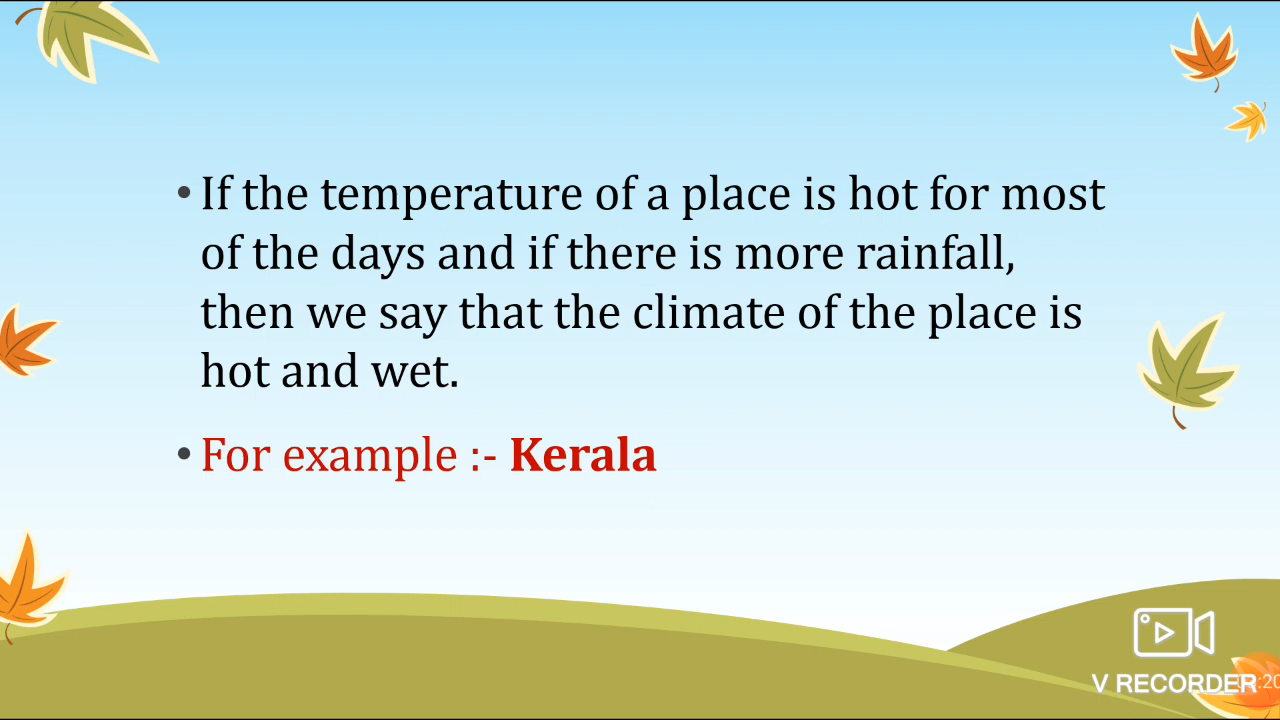 • If the temperature of a place is hot for most
of the days and if there is more rainfall,
then we say that the climate of the place is
hot and wet.
• For example :- Kerala
V RECORDER
:20